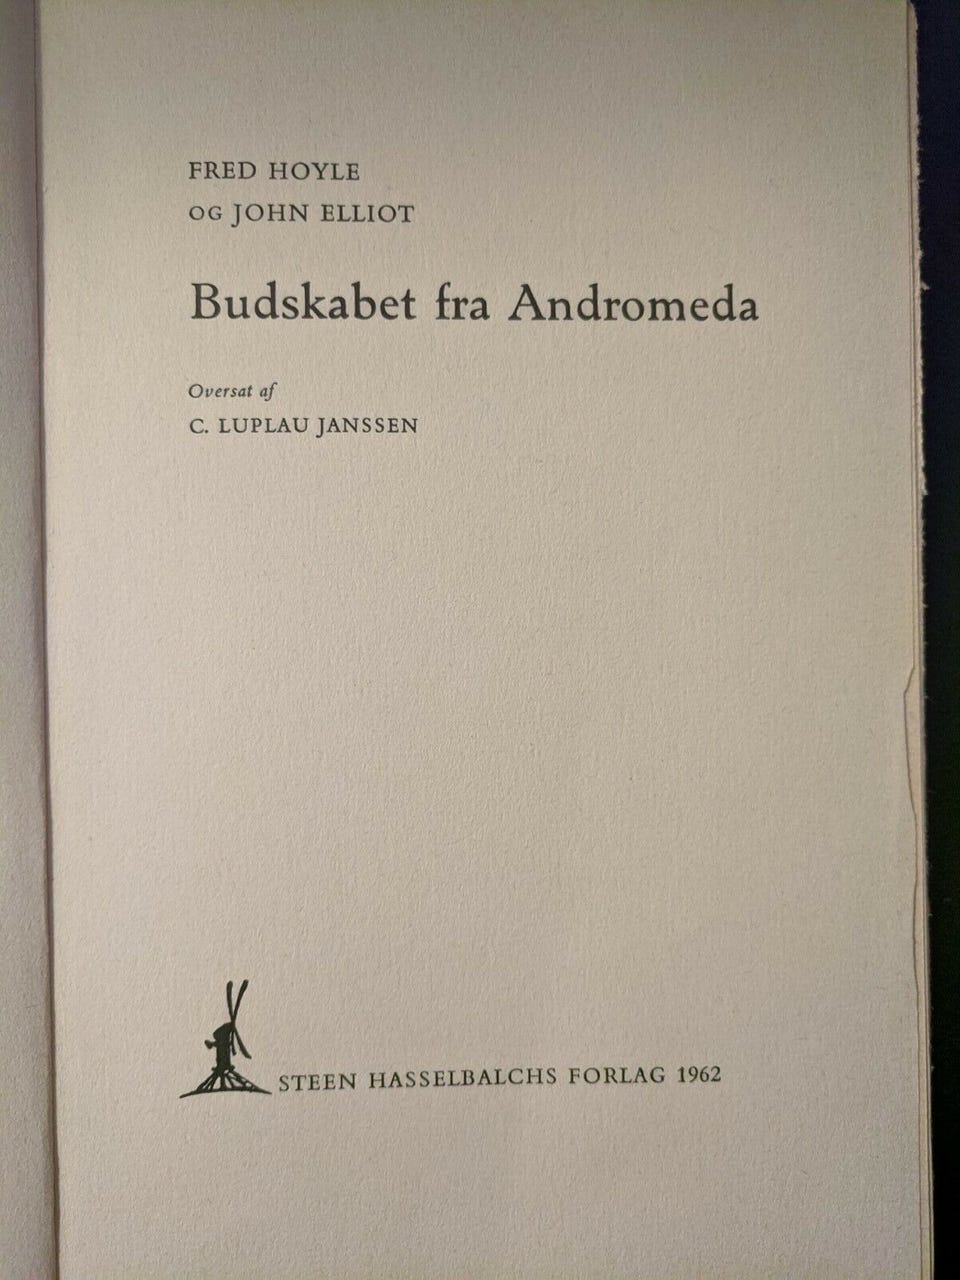 FRED HOYLE
OG JOHN ELLIOT
Budskabet fra Andromeda
Oversat af
C. LUPLAU JANSSEN
STEEN HASSELBALCHS FORLAG 1962